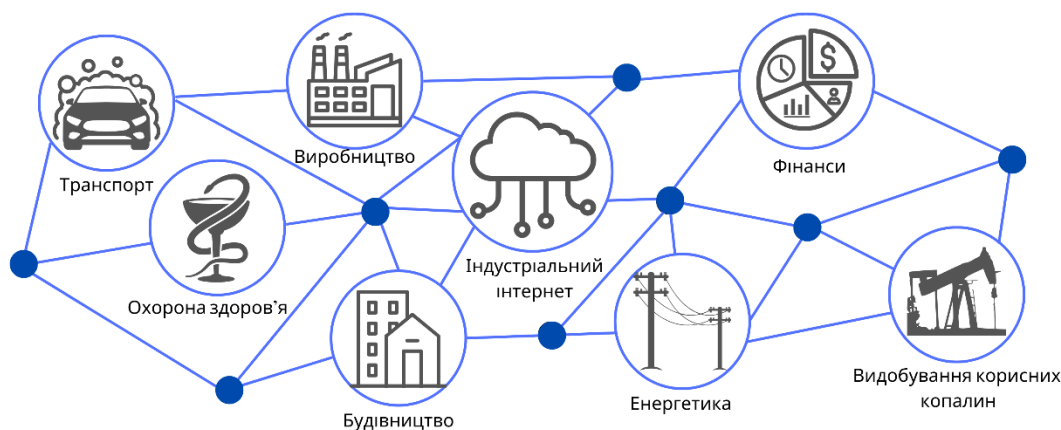 Виробництво
Фінанси
Транспорт
Індустріальний
інтернет
Охорона здоров'я
Видобування корисних
копалин
Енергетика
Будівництво
$